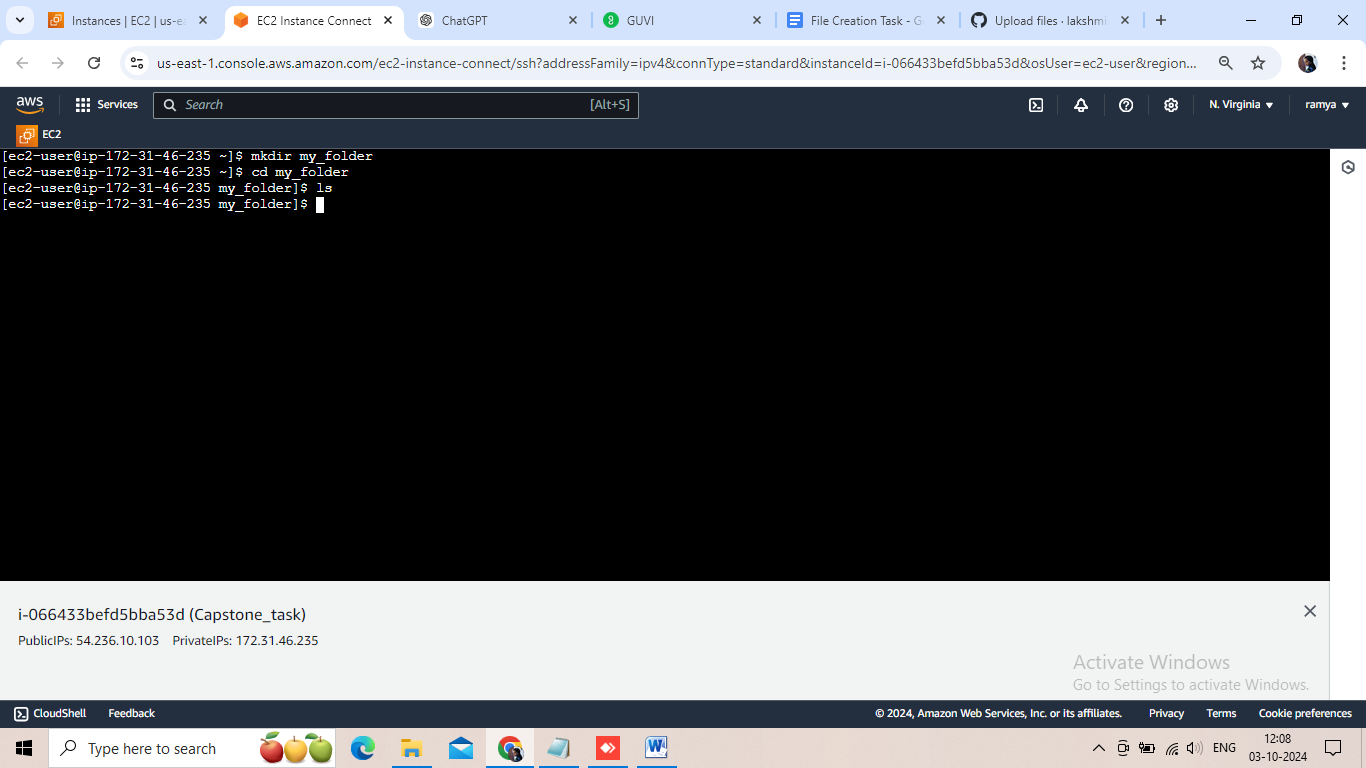 Instances | EC2 | us-ea
EC2 Instance Connect
ChatGPT
GUVI
File Creation Task - G
Upload files · lakshmi
us-east-1.console.aws.amazon.com/ec2-instance-connect/ssh?addressFamily=ipv4&connType=standard&instanceId=i-066433befd5bba53d&osUser=ec2-user&region...
aws
Services
Search
[Alt+S]
N. Virginia
ramya
EC2
[ec2-user@ip-172-31-46-235 ~]$ mkdir my_folder
[ec2-user@ip-172-31-46-235 ~]$ cd my_folder
[ec2-user@ip-172-31-46-235 my_folder]$ ls
[ec2-user@ip-172-31-46-235 my_folder]$
i-066433befd5bba53d (Capstone_task)
PublicIPs: 54.236.10.103 PrivateIPs: 172.31.46.235
Activate Windows
Go to Settings to activate Windows.
CloudShell
Feedback
© 2024, Amazon Web Services, Inc. or its affiliates.
Privacy
Terms
Cookie preferences
Type here to search
ENG
12:08
03-10-2024